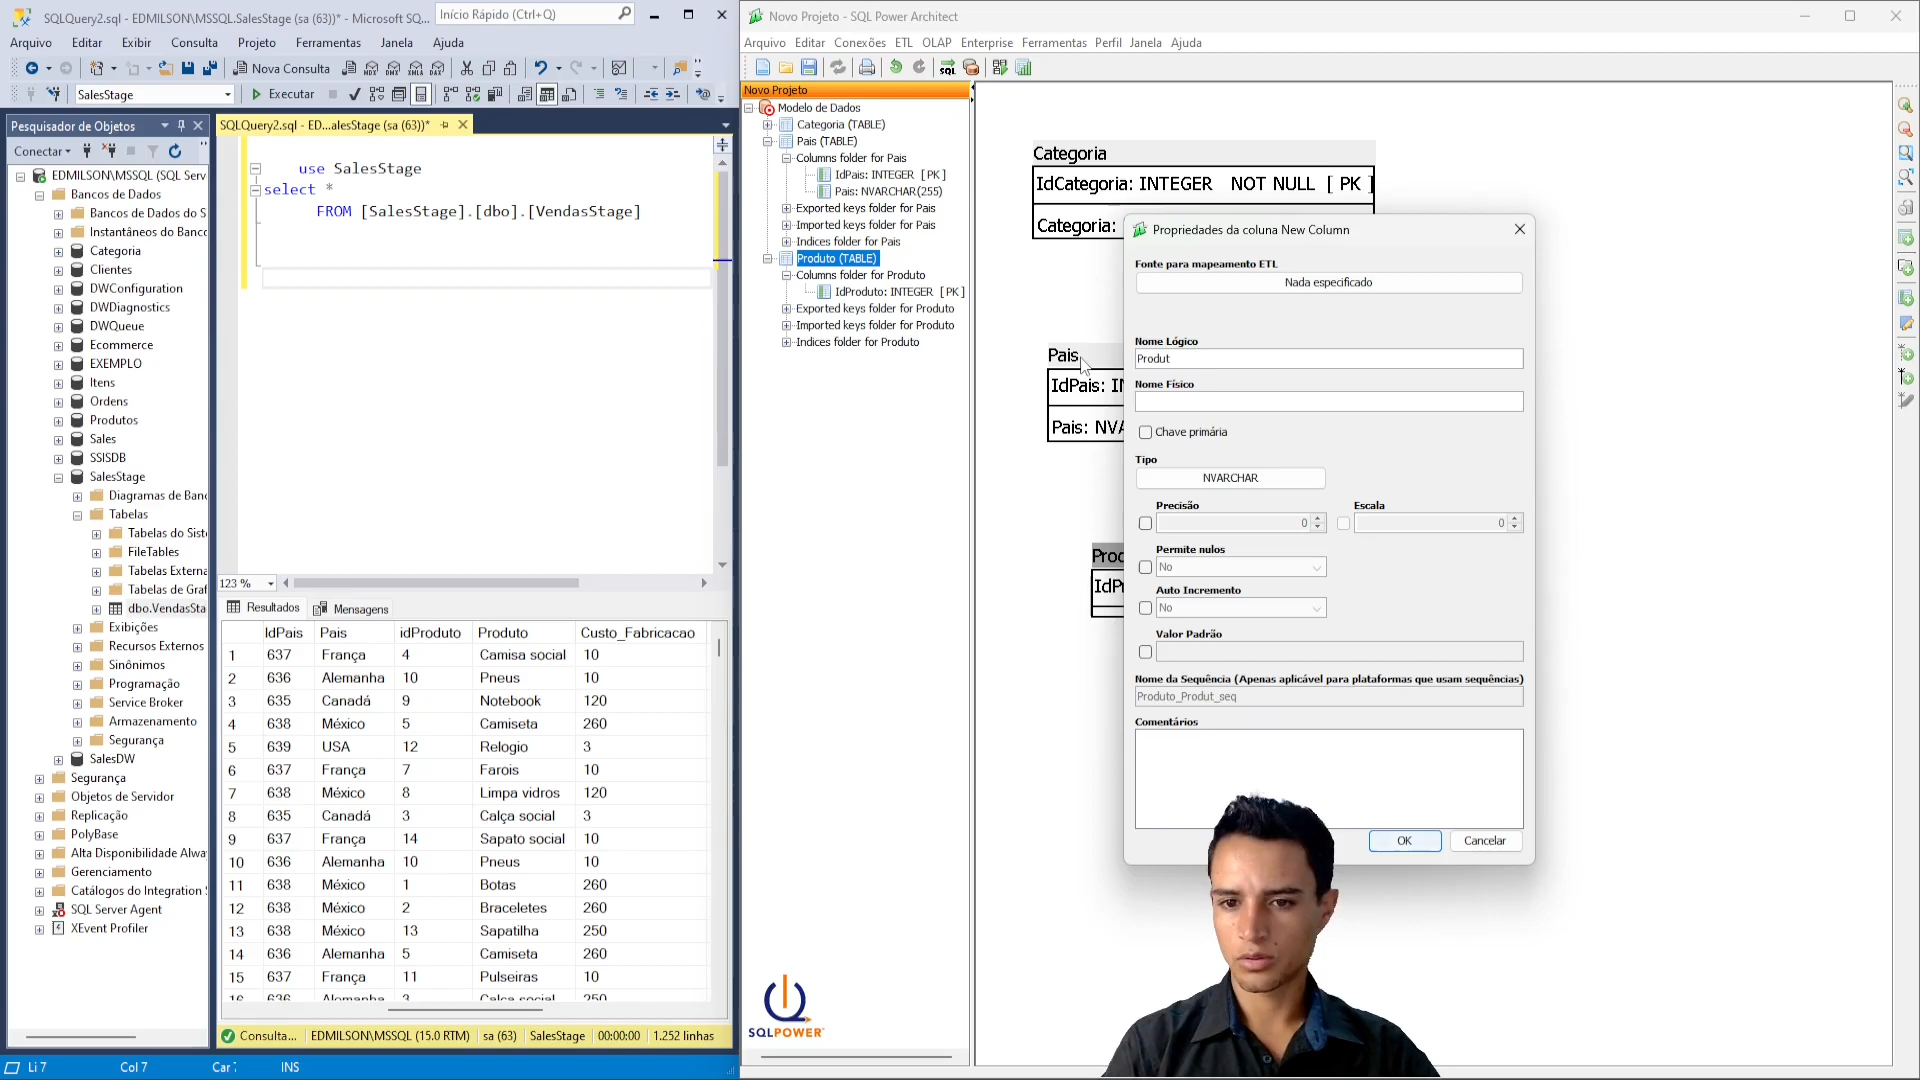 SQLQuery2.sql - EDMILSON\MSSQL.SalesStage (sa (63))* - Microsoft SQ...
Início Rápido (Ctrl+Q)
Arquivo Editar Exibir Consulta Projeto Ferramentas Janela Ajuda
Nova Consulta
SalesStage
Executar
Pesquisador de Objetos
Conectar
EDMILSON\MSSQL (SQL Serv
Bancos de Dados
Bancos de Dados do S
Instantâneos do Banco
Categoria
Clientes
DWConfiguration
DWDiagnostics
DWQueue
Ecommerce
EXEMPLO
Itens
Ordens
Produtos
Sales
SSISDB
SalesStage
Diagramas de Banc
Tabelas
Tabelas do Siste
FileTables
Tabelas Externa
Tabelas de Graf
dbo.VendasSta
Exibições
Recursos Externos
Sinônimos
Programação
Service Broker
Armazenamento
Segurança
SalesDW
Segurança
Objetos de Servidor
Replicação
PolyBase
Alta Disponibilidade Alwa
Gerenciamento
Catálogos do Integration
SQL Server Agent
XEvent Profiler
SQLQuery2.sql - ED...alesStage (sa (63))*
use SalesStage
select *
FROM [SalesStage].[dbo].[VendasStage]
123 %
Resultados Mensagens
IdPais Pais idProduto Produto Custo_Fabricacao
1 637 França 4 Camisa social 10
2 636 Alemanha 10 Pneus 10
3 635 Canadá 9 Notebook 120
4 638 México 5 Camiseta 260
5 639 USA 12 Relogio 3
6 637 França 7 Farois 10
7 638 México 8 Limpa vidros 120
8 635 Canadá 3 Calça social 3
9 637 França 14 Sapato social 10
10 636 Alemanha 10 Pneus 10
11 638 México 1 Botas 260
12 638 México 2 Braceletes 260
13 638 México 13 Sapatilha 250
14 636 Alemanha 5 Camiseta 260
15 637 França 11 Pulseiras 10
16 636 Alemanha 3 Calça social 250
Consulta... EDMILSON\MSSQL (15.0 RTM) sa (63) SalesStage 00:00:00 1.252 linhas
Li 7 Col 7 Car INS
Novo Projeto - SQL Power Architect
Arquivo Editar Conexões ETL OLAP Enterprise Ferramentas Perfil Janela Ajuda
SQL
Novo Projeto
Modelo de Dados
Categoria (TABLE)
Pais (TABLE)
Columns folder for Pais
IdPais: INTEGER [ PK ]
Pais: NVARCHAR(255)
Exported keys folder for Pais
Imported keys folder for Pais
Indices folder for Pais
Produto (TABLE)
Columns folder for Produto
IdProduto: INTEGER [ PK ]
Exported keys folder for Produto
Imported keys folder for Produto
Indices folder for Produto
SQLPOWER
Categoria
IdCategoria: INTEGER NOT NULL [ PK ]
Categoria:
Pais
IdPais: IN
Pais: NVA
Prod
IdPr
Propriedades da coluna New Column
Fonte para mapeamento ETL
Nada especificado
Nome Lógico
Produt
Nome Físico
Chave primária
Tipo
NVARCHAR
Precisão Escala
0 0
Permite nulos
No
Auto Incremento
No
Valor Padrão
Nome da Sequência (Apenas aplicável para plataformas que usam sequências)
Produto_Produt_seq
Comentários
OK Cancelar